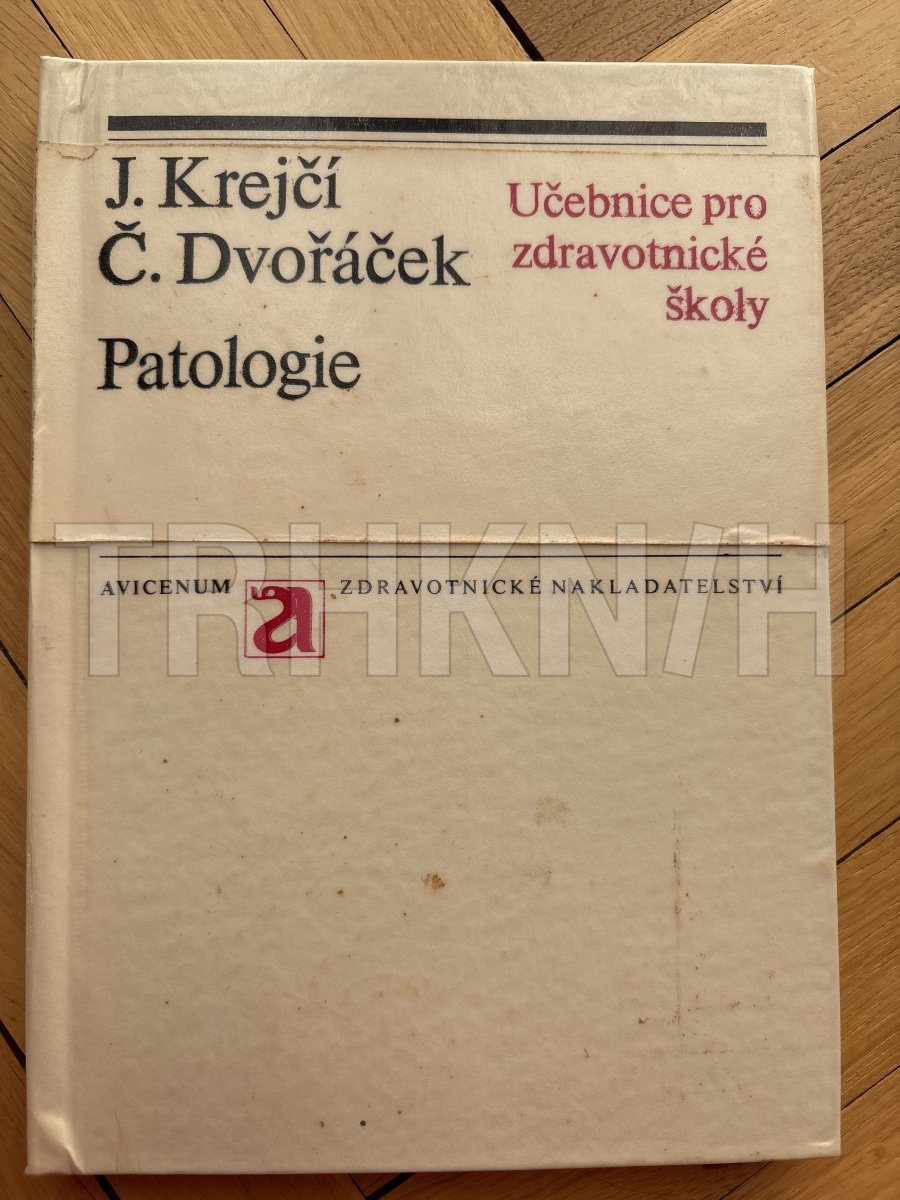 J. Krejčí
Č. Dvořáček
Patologie
Učebnice pro
zdravotnické
školy
TRHKNIH
AVICENUM a ZDRAVOTNICKÉ NAKLADATELSTVÍ